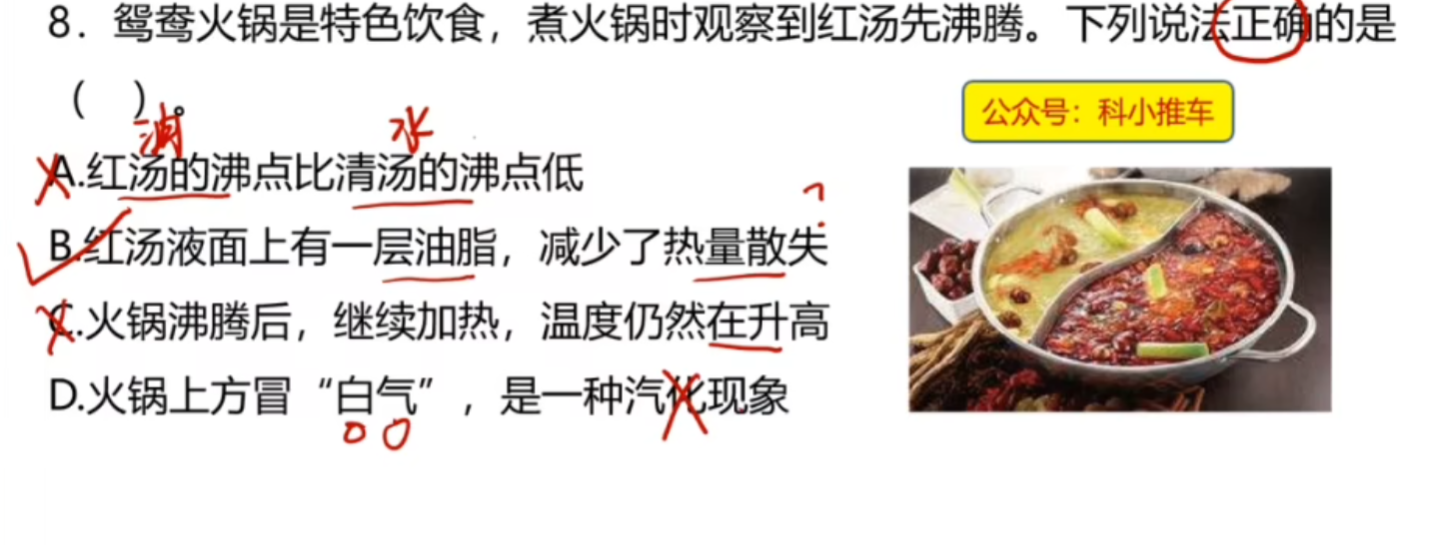 8．鸳鸯火锅是特色饮食，煮火锅时观察到红汤先沸腾。下列说法正确的是
（　）。
公众号：科小推车
油 水
A.红汤的沸点比清汤的沸点低
?
B.红汤液面上有一层油脂，减少了热量散失
C.火锅沸腾后，继续加热，温度仍然在升高
D.火锅上方冒“白气”，是一种汽化现象